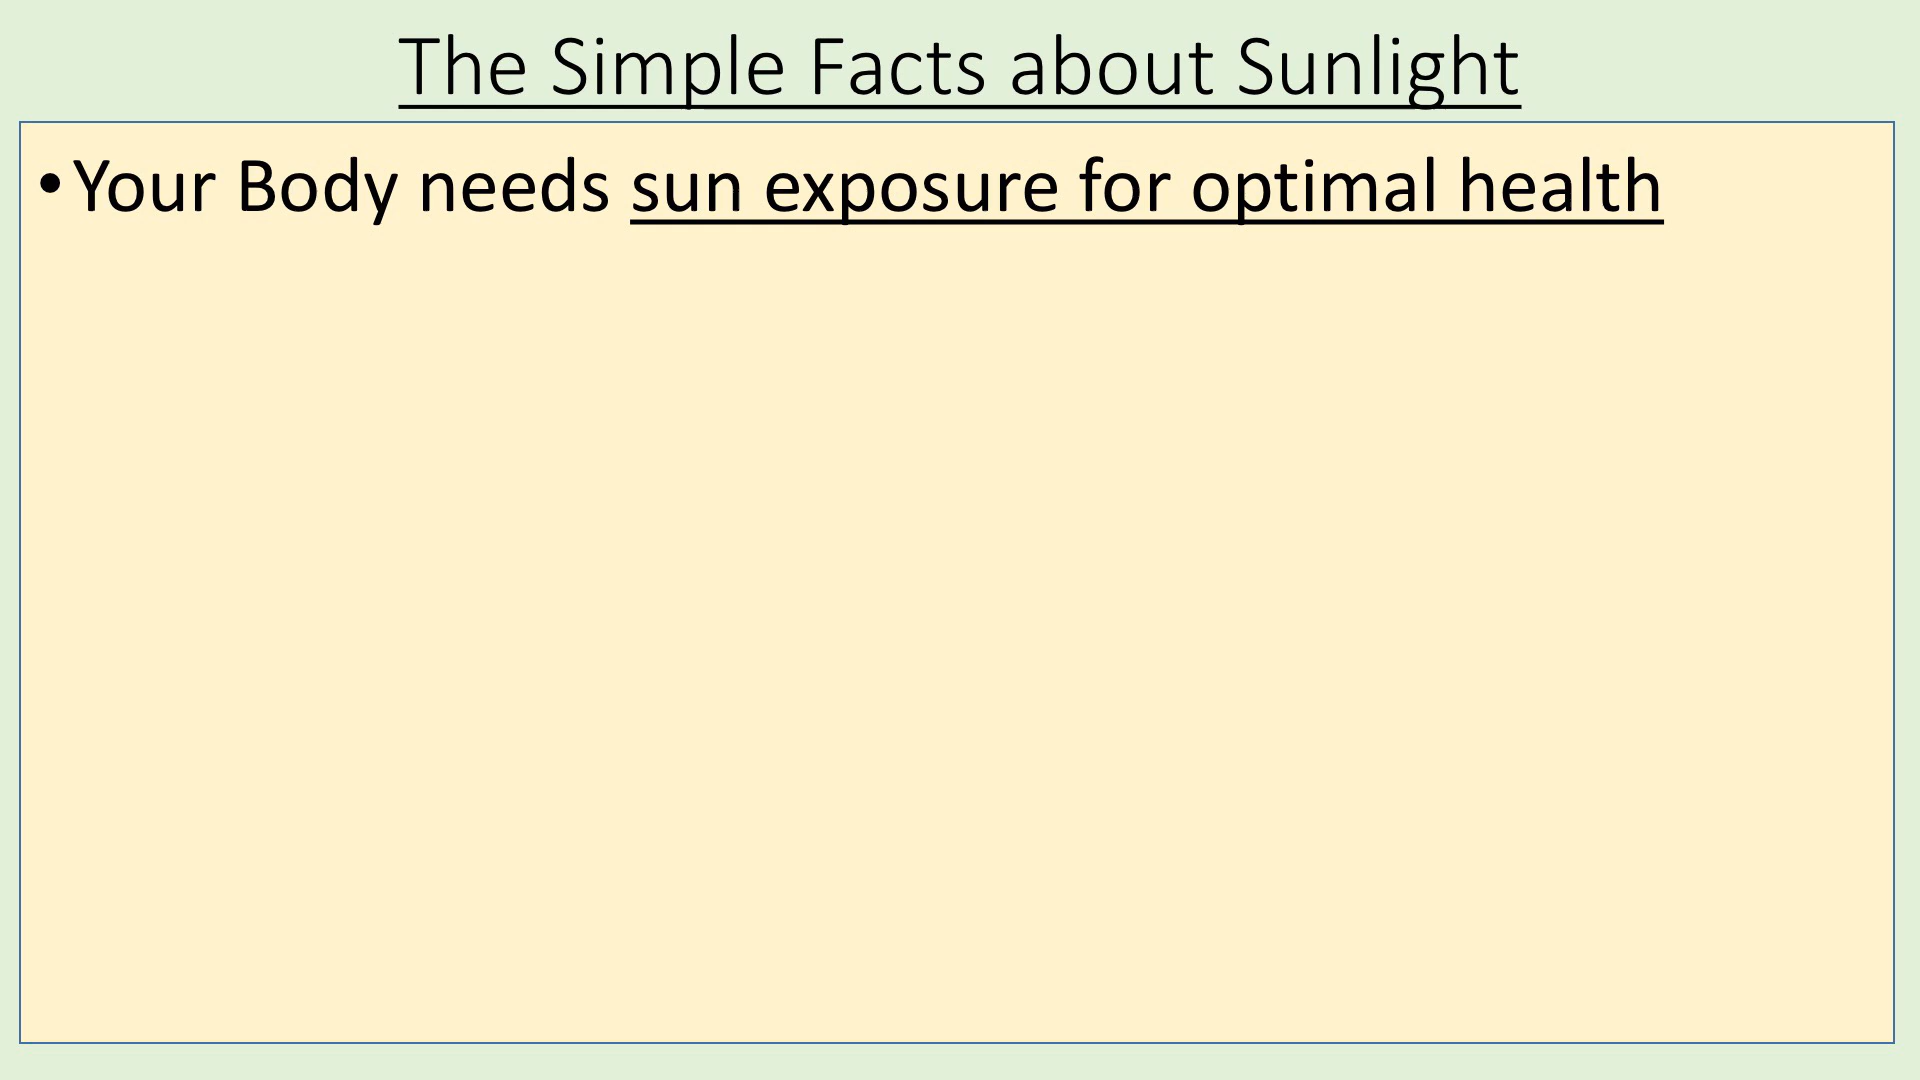 The Simple Facts about Sunlight
• Your Body needs sun exposure for optimal health